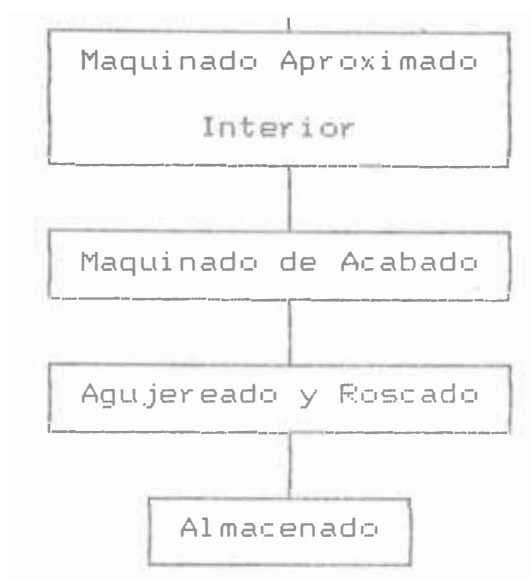 Maquinado Aproximado
Interior
Maquinado de Acabado
Agujereado y Roscado
Almacenado